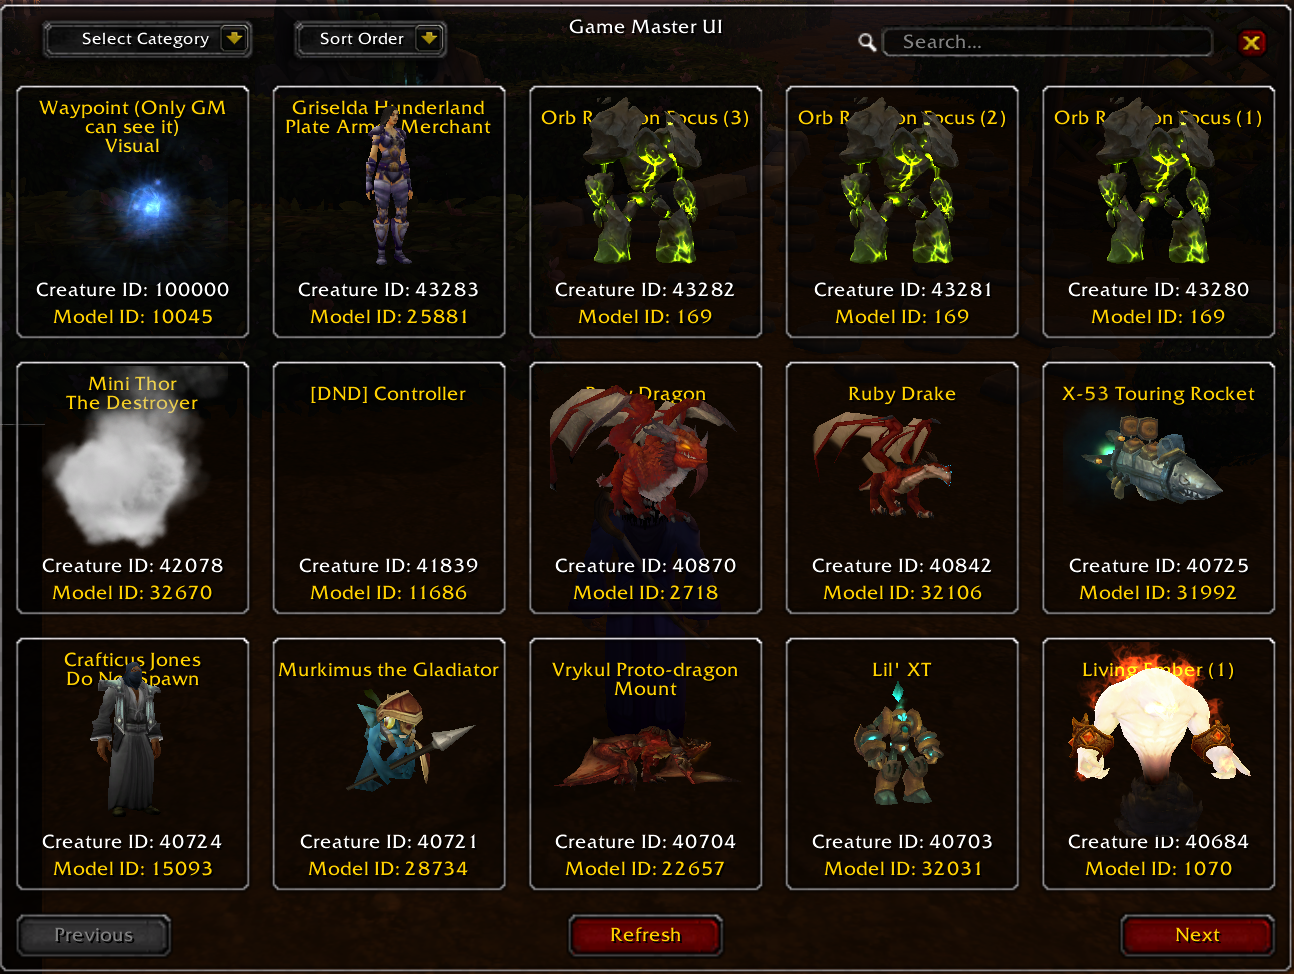 Game Master UI
Select Category
Sort Order
Search...
Waypoint (Only GM
can see it)
Visual
Creature ID: 100000
Model ID: 10045
Griselda Hunderland
Plate Armor Merchant
Creature ID: 43283
Model ID: 25881
Orb Focus (3)
Creature ID: 43282
Model ID: 169
Orb Focus (2)
Creature ID: 43281
Model ID: 169
Orb Focus (1)
Creature ID: 43280
Model ID: 169
Mini Thor
The Destroyer
Creature ID: 42078
Model ID: 32670
[DND] Controller
Creature ID: 41839
Model ID: 11686
Dragon
Creature ID: 40870
Model ID: 2718
Ruby Drake
Creature ID: 40842
Model ID: 32106
X-53 Touring Rocket
Creature ID: 40725
Model ID: 31992
Crafticus Jones
Do Not Spawn
Creature ID: 40724
Model ID: 15093
Murkimus the Gladiator
Creature ID: 40721
Model ID: 28734
Vrykul Proto-dragon
Mount
Creature ID: 40704
Model ID: 22657
Lil' XT
Creature ID: 40703
Model ID: 32031
Living Ember (1)
Creature ID: 40684
Model ID: 1070
Previous
Refresh
Next